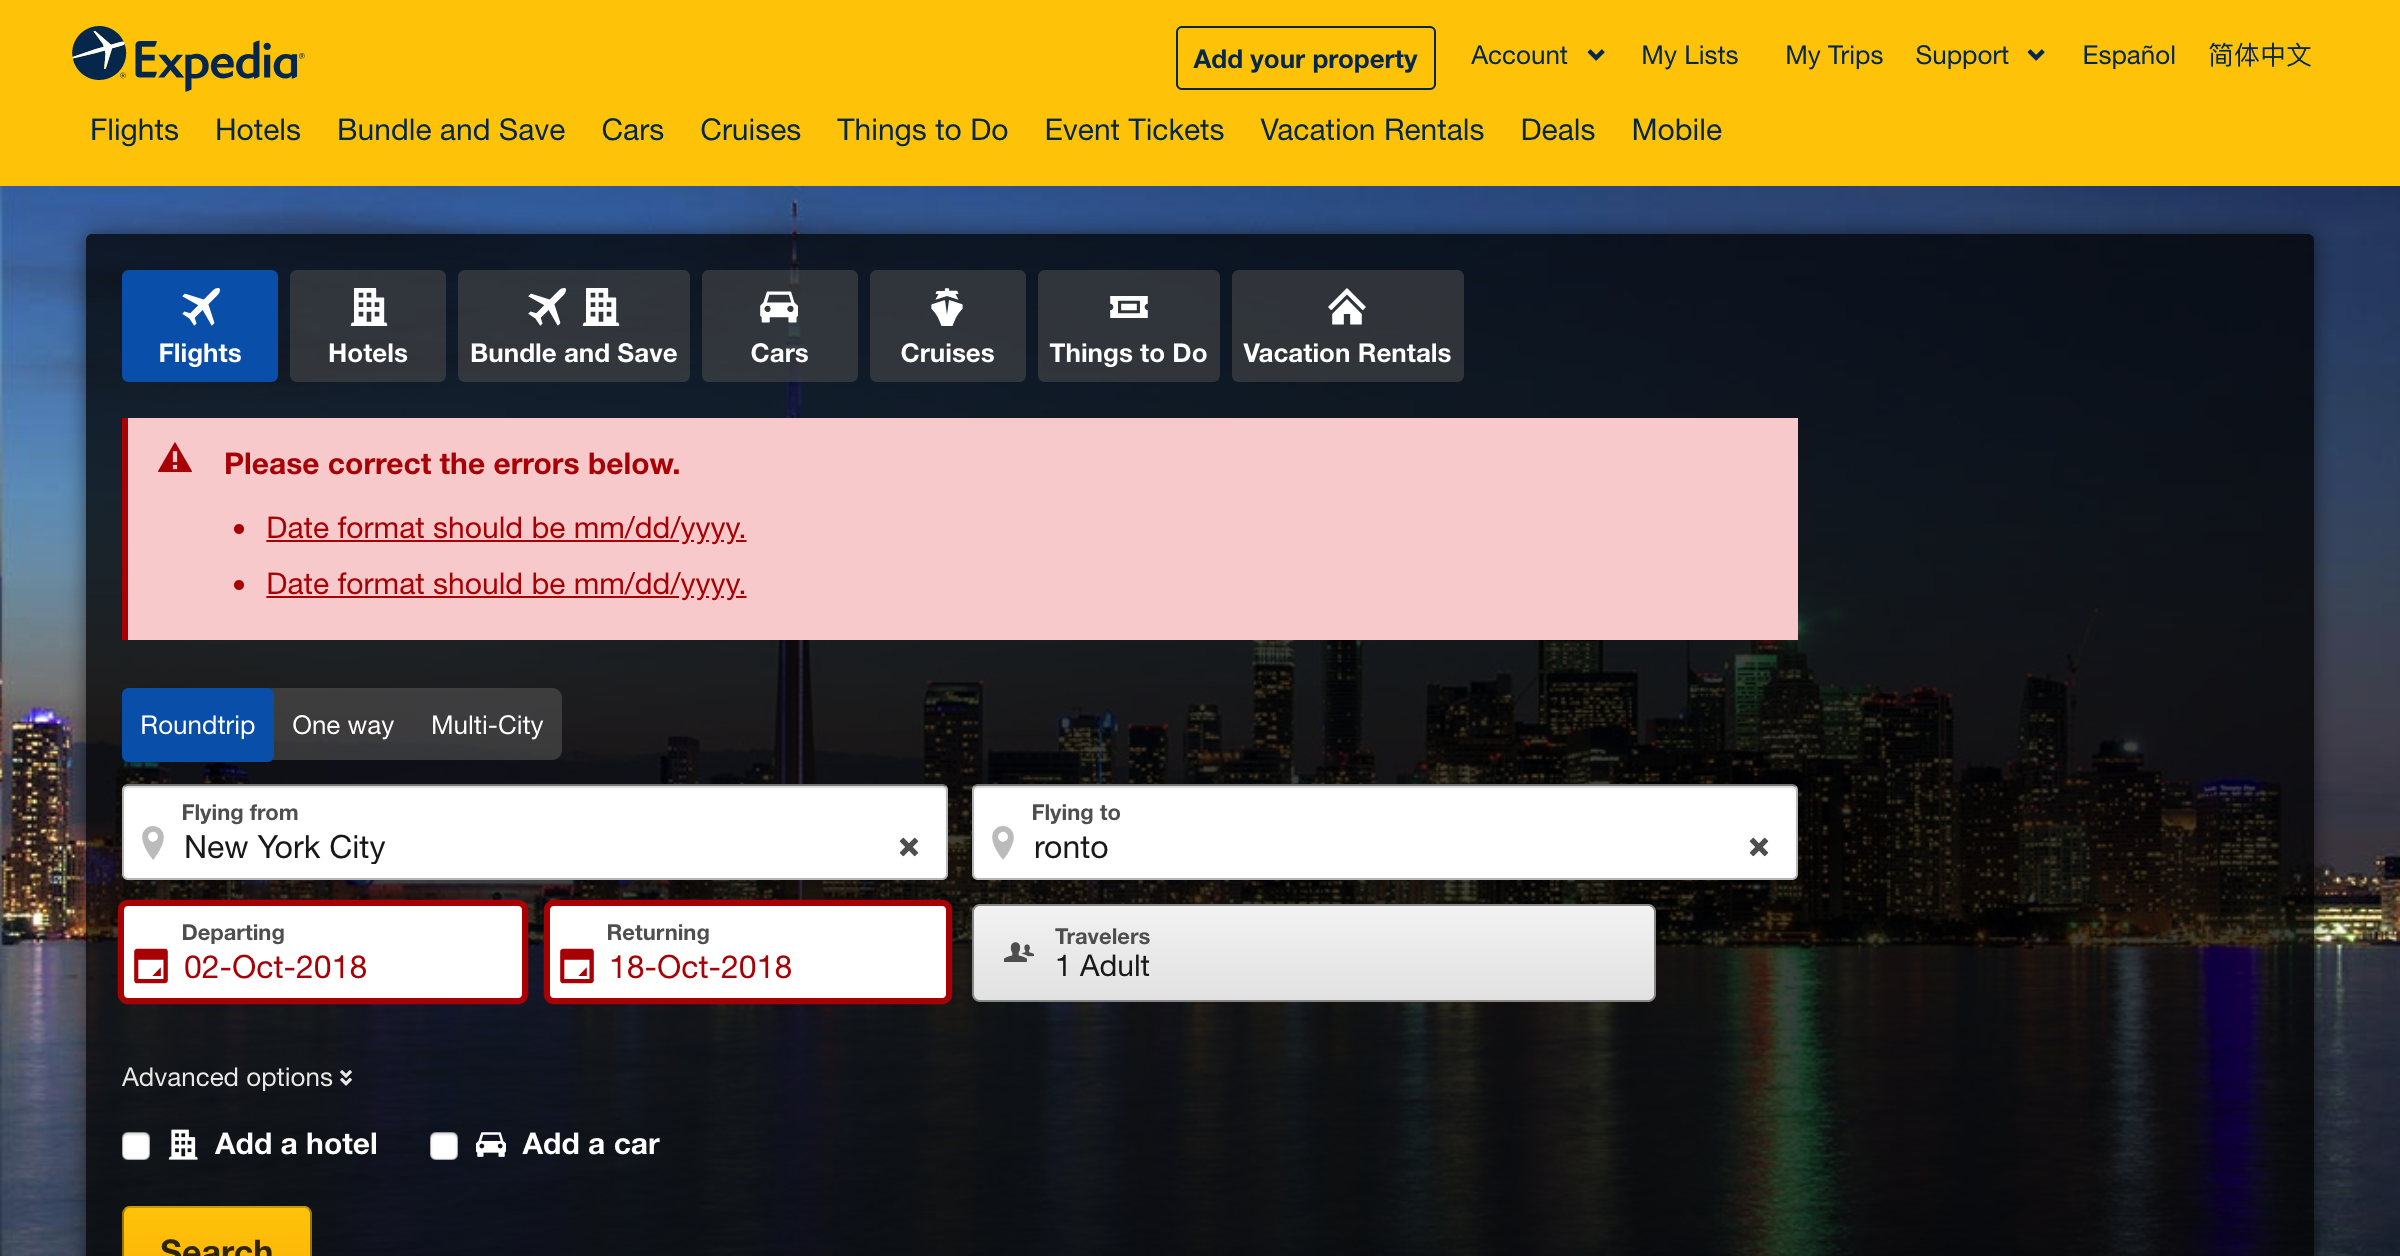 Expedia
Add your property
Account
My Lists
My Trips
Support
Español
简体中文
Flights
Hotels
Bundle and Save
Cars
Cruises
Things to Do
Event Tickets
Vacation Rentals
Deals
Mobile
Flights
Hotels
Bundle and Save
Cars
Cruises
Things to Do
Vacation Rentals
Please correct the errors below.
Date format should be mm/dd/yyyy.
Date format should be mm/dd/yyyy.
Roundtrip
One way
Multi-City
Flying from
New York City
Flying to
ronto
Departing
02-Oct-2018
Returning
18-Oct-2018
Travelers
1 Adult
Advanced options
Add a hotel
Add a car
Search